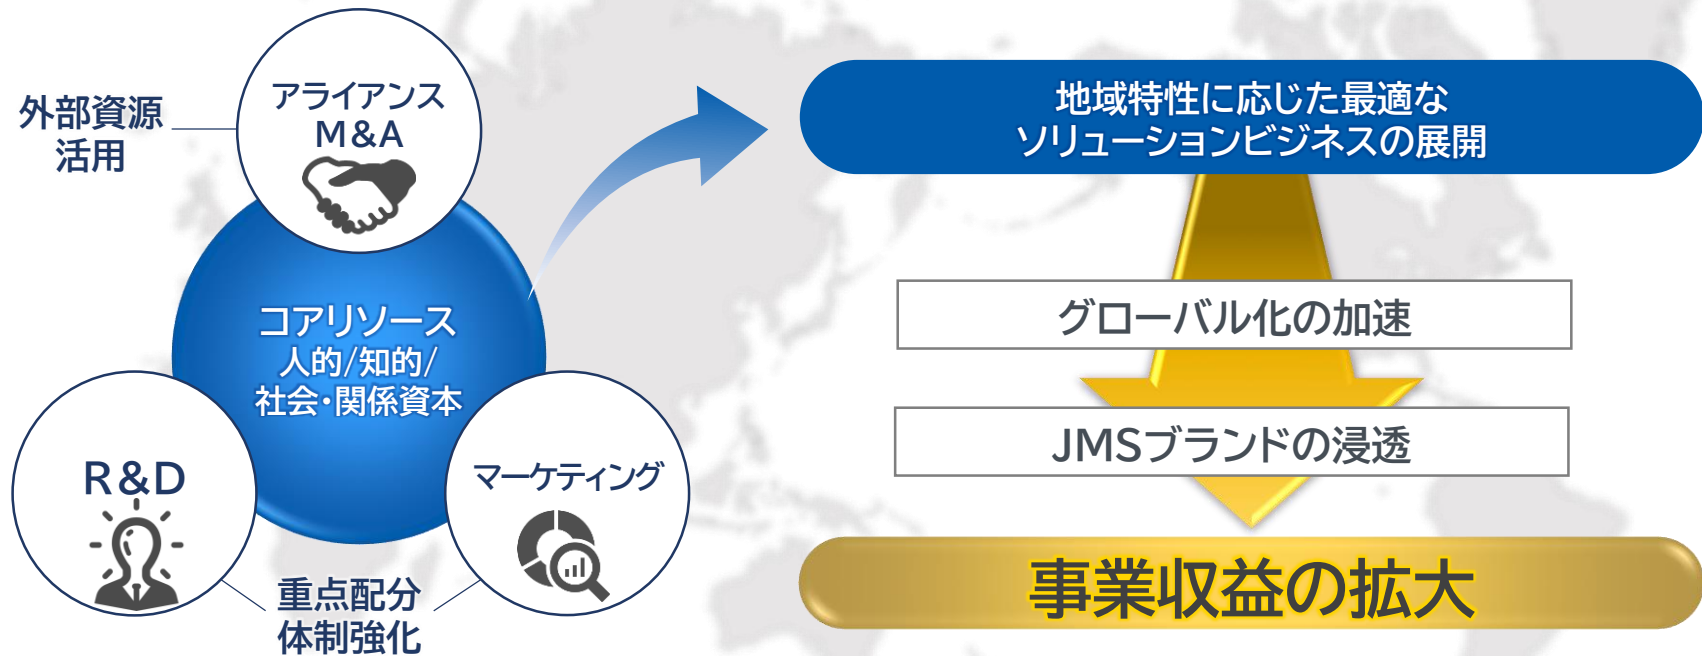 外部資源
活用
アライアンス
M&A
コアリソース
人的/知的/
社会・関係資本
R&D
マーケティング
重点配分
体制強化
地域特性に応じた最適な
ソリューションビジネスの展開
グローバル化の加速
JMSブランドの浸透
事業収益の拡大